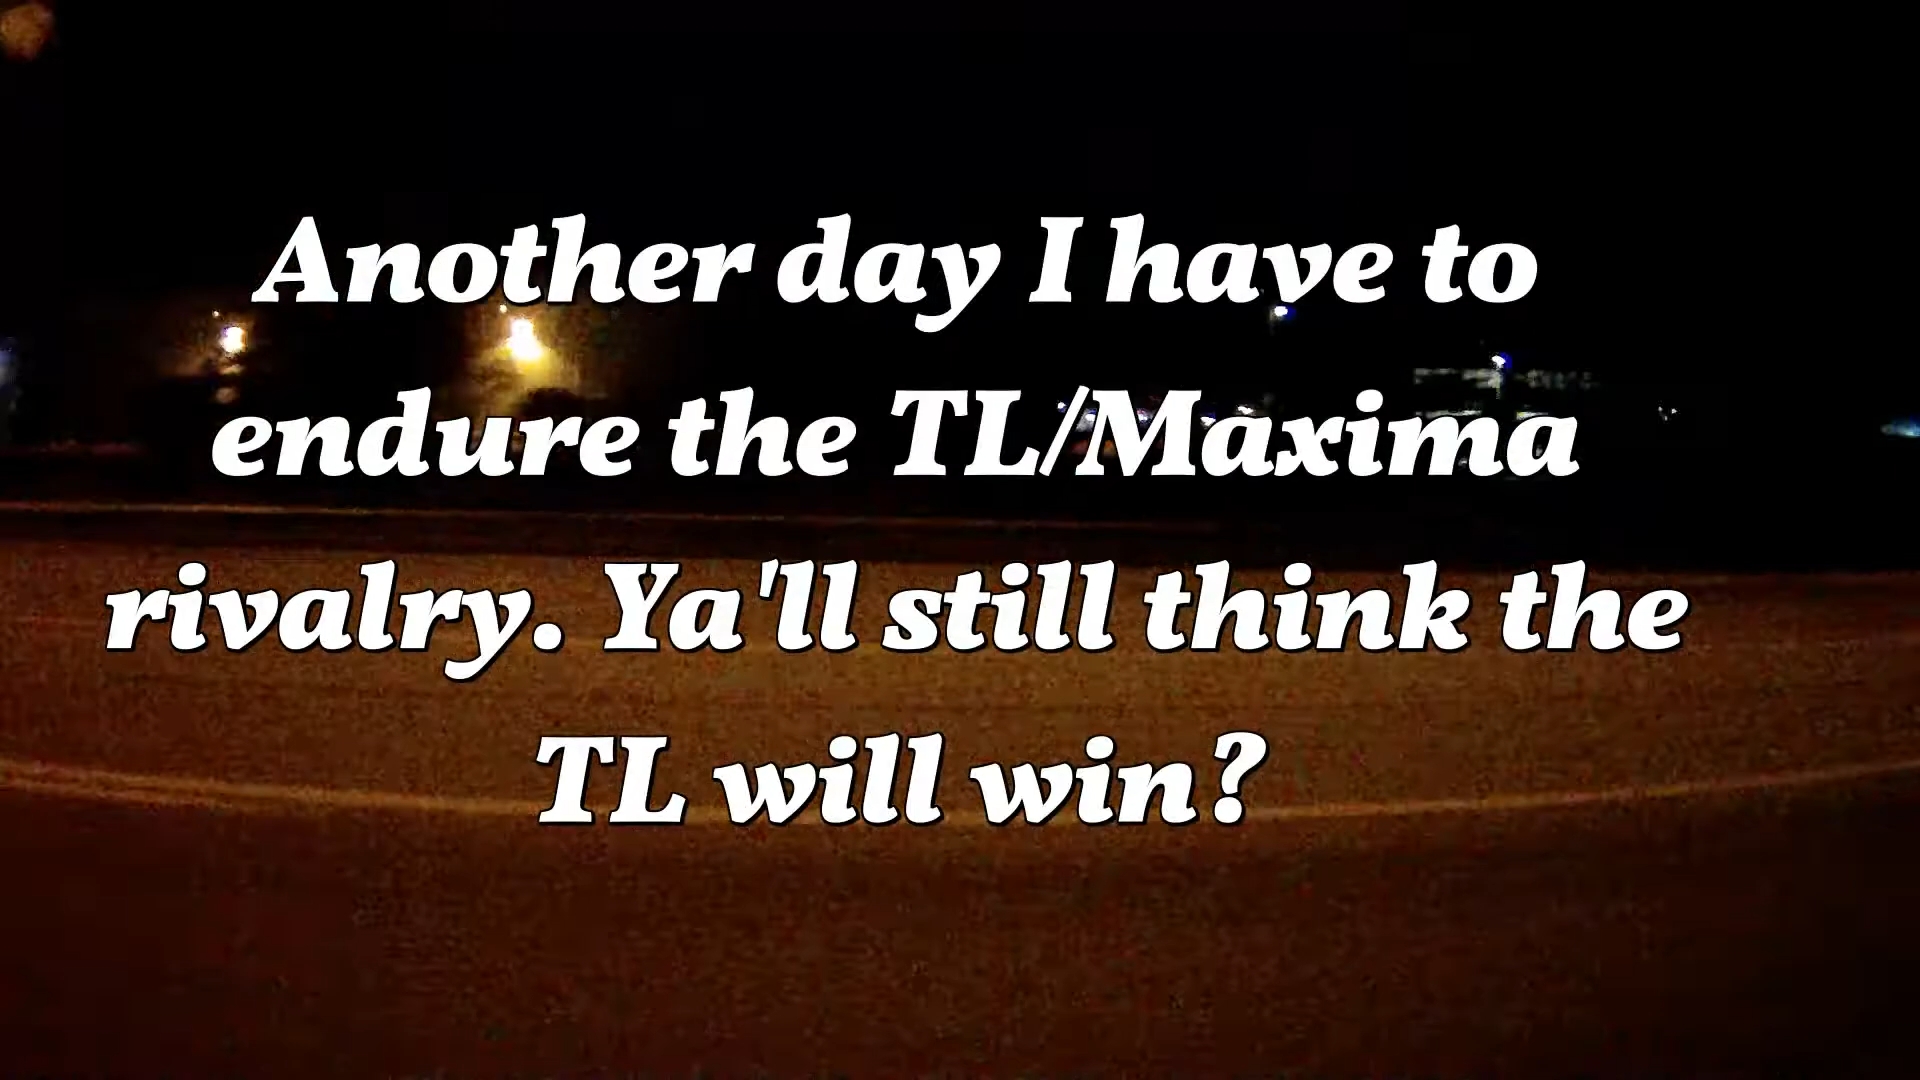 Another day I have to
endure the TL/Maxima
rivalry. Ya'll still think the
TL will win?